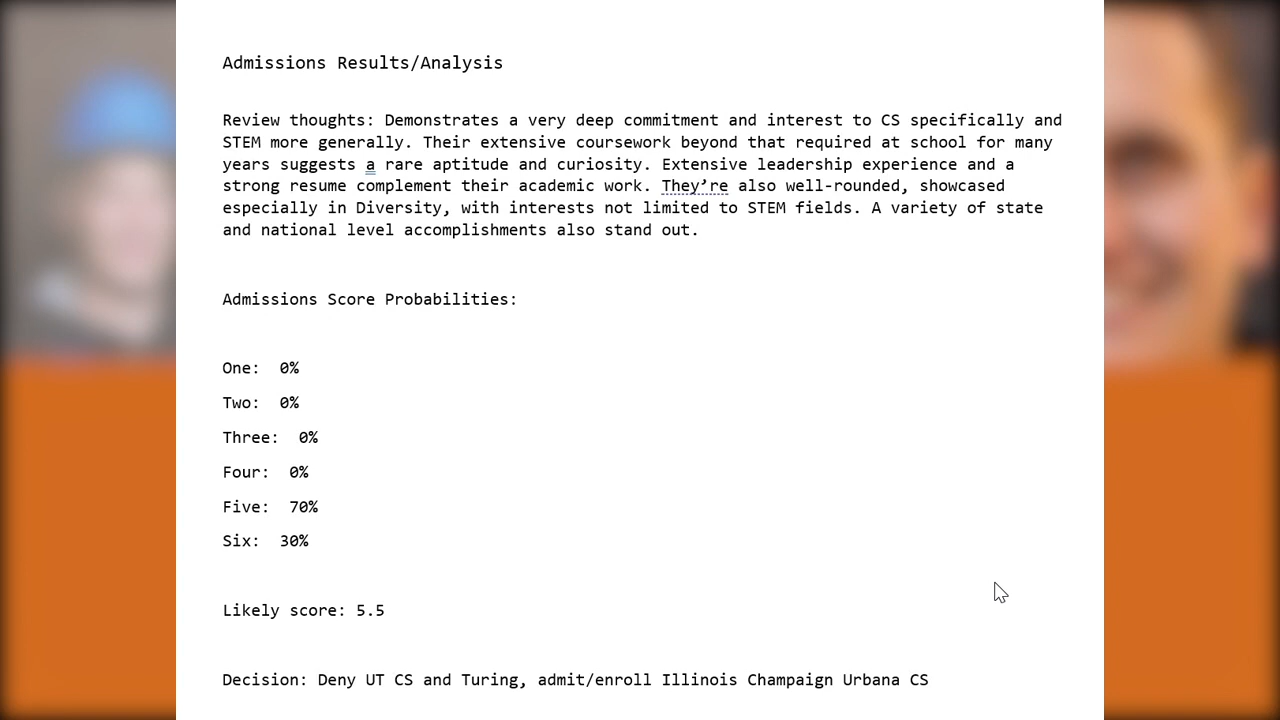 Admissions Results/Analysis
Review thoughts: Demonstrates a very deep commitment and interest to CS specifically and
STEM more generally. Their extensive coursework beyond that required at school for many
years suggests a rare aptitude and curiosity. Extensive leadership experience and a
strong resume complement their academic work. They’re also well-rounded, showcased
especially in Diversity, with interests not limited to STEM fields. A variety of state
and national level accomplishments also stand out.
Admissions Score Probabilities:
One:  0%
Two:  0%
Three:  0%
Four:  0%
Five:  70%
Six:  30%
Likely score: 5.5
Decision: Deny UT CS and Turing, admit/enroll Illinois Champaign Urbana CS